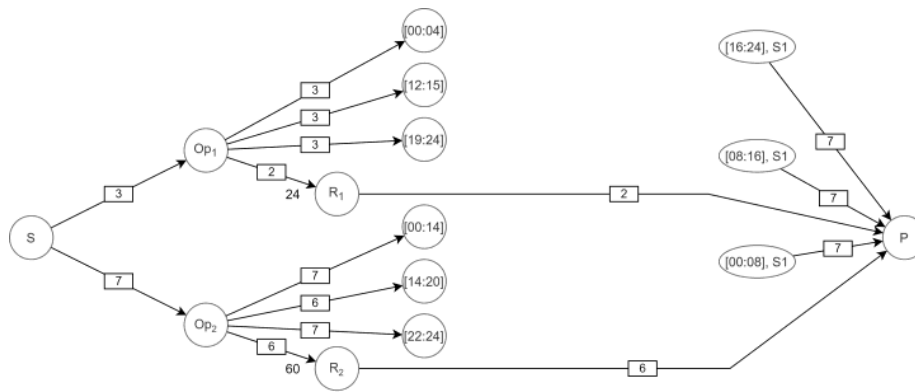 [00:04]
[16:24], S1
3
[12:15]
3
7
Op₁
3
[19:24]
[08:16], S1
2
3
24
R₁
2
7
S
[00:14]
P
7
[00:08], S1
7
7
[14:20]
6
Op₂
7
[22:24]
6
60
R₂
6